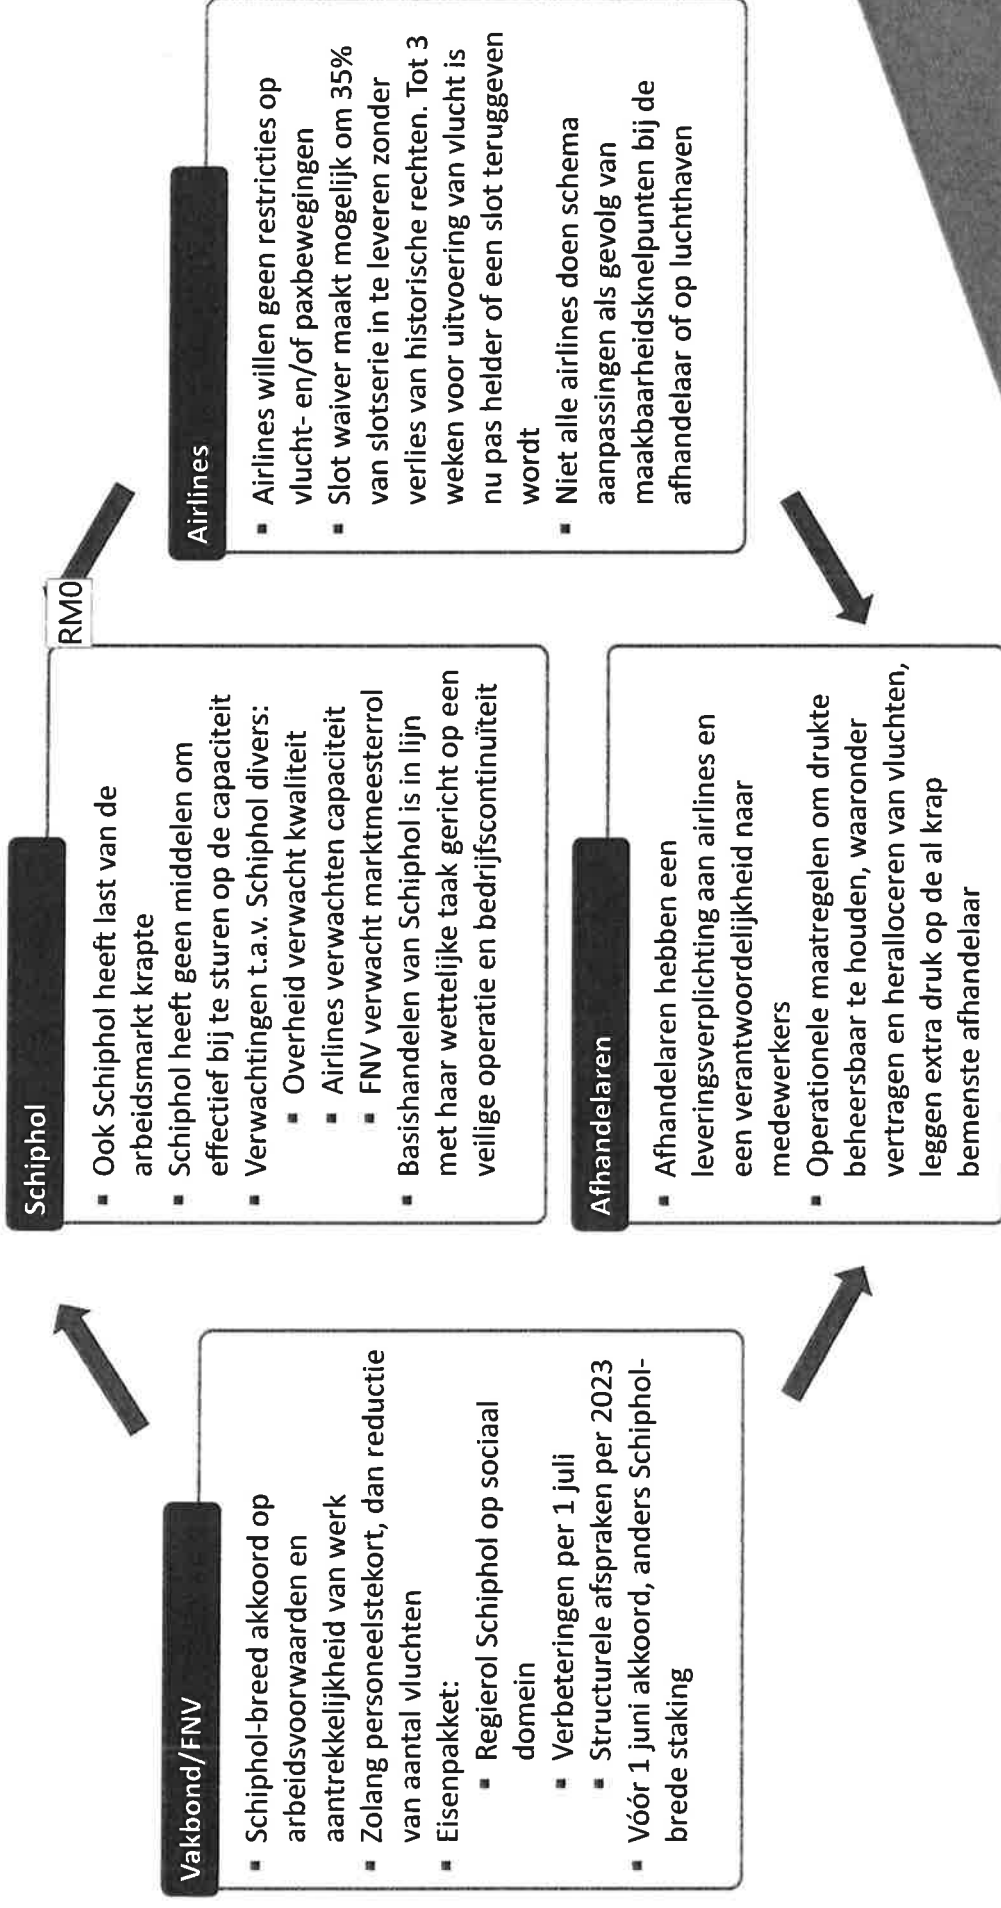 Vakbond/FNV
▪ Schiphol-breed akkoord op
arbeidsvoorwaarden en
aantrekkelijkheid van werk
▪ Zolang personeelstekort, dan reductie
van aantal vluchten
▪ Eisenpakket:
▪ Regierol Schiphol op sociaal
domein
▪ Verbeteringen per 1 juli
▪ Structurele afspraken per 2023
▪ Vóór 1 juni akkoord, anders Schiphol-
brede staking
Schiphol
▪ Ook Schiphol heeft last van de
arbeidsmarkt krapte
▪ Schiphol heeft geen middelen om
effectief bij te sturen op de capaciteit
▪ Verwachtingen t.a.v. Schiphol divers:
▪ Overheid verwacht kwaliteit
▪ Airlines verwachten capaciteit
▪ FNV verwacht marktmeesterrol
▪ Basishandelen van Schiphol is in lijn
met haar wettelijke taak gericht op een
veilige operatie en bedrijfscontinuïteit
RM0
Afhandelaren
▪ Afhandelaren hebben een
leveringsverplichting aan airlines en
een verantwoordelijkheid naar
medewerkers
▪ Operationele maatregelen om drukte
beheersbaar te houden, waaronder
vertragen en heralloceren van vluchten,
leggen extra druk op de al krap
bemenste afhandelaar
Airlines
▪ Airlines willen geen restricties op
vlucht- en/of paxbewegingen
▪ Slot waiver maakt mogelijk om 35%
van slotserie in te leveren zonder
verlies van historische rechten. Tot 3
weken voor uitvoering van vlucht is
nu pas helder of een slot teruggeven
wordt
▪ Niet alle airlines doen schema
aanpassingen als gevolg van
maakbaarheidsknelpunten bij de
afhandelaar of op luchthaven